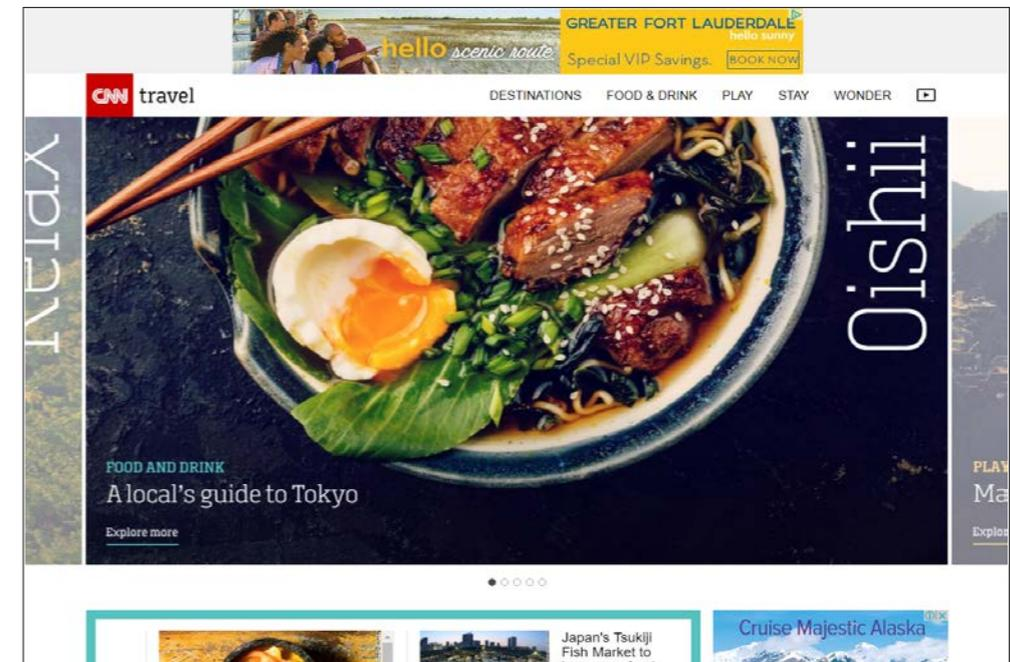 GREATER FORT LAUDERDALE
hello sunny
hello scenic route
Special VIP Savings.
BOOK NOW
CNN travel
DESTINATIONS FOOD & DRINK PLAY STAY WONDER
Relax
Oishii
FOOD AND DRINK
A local's guide to Tokyo
Explore more
PLAY
Ma
Explor
Japan's Tsukiji
Fish Market to
Cruise Majestic Alaska